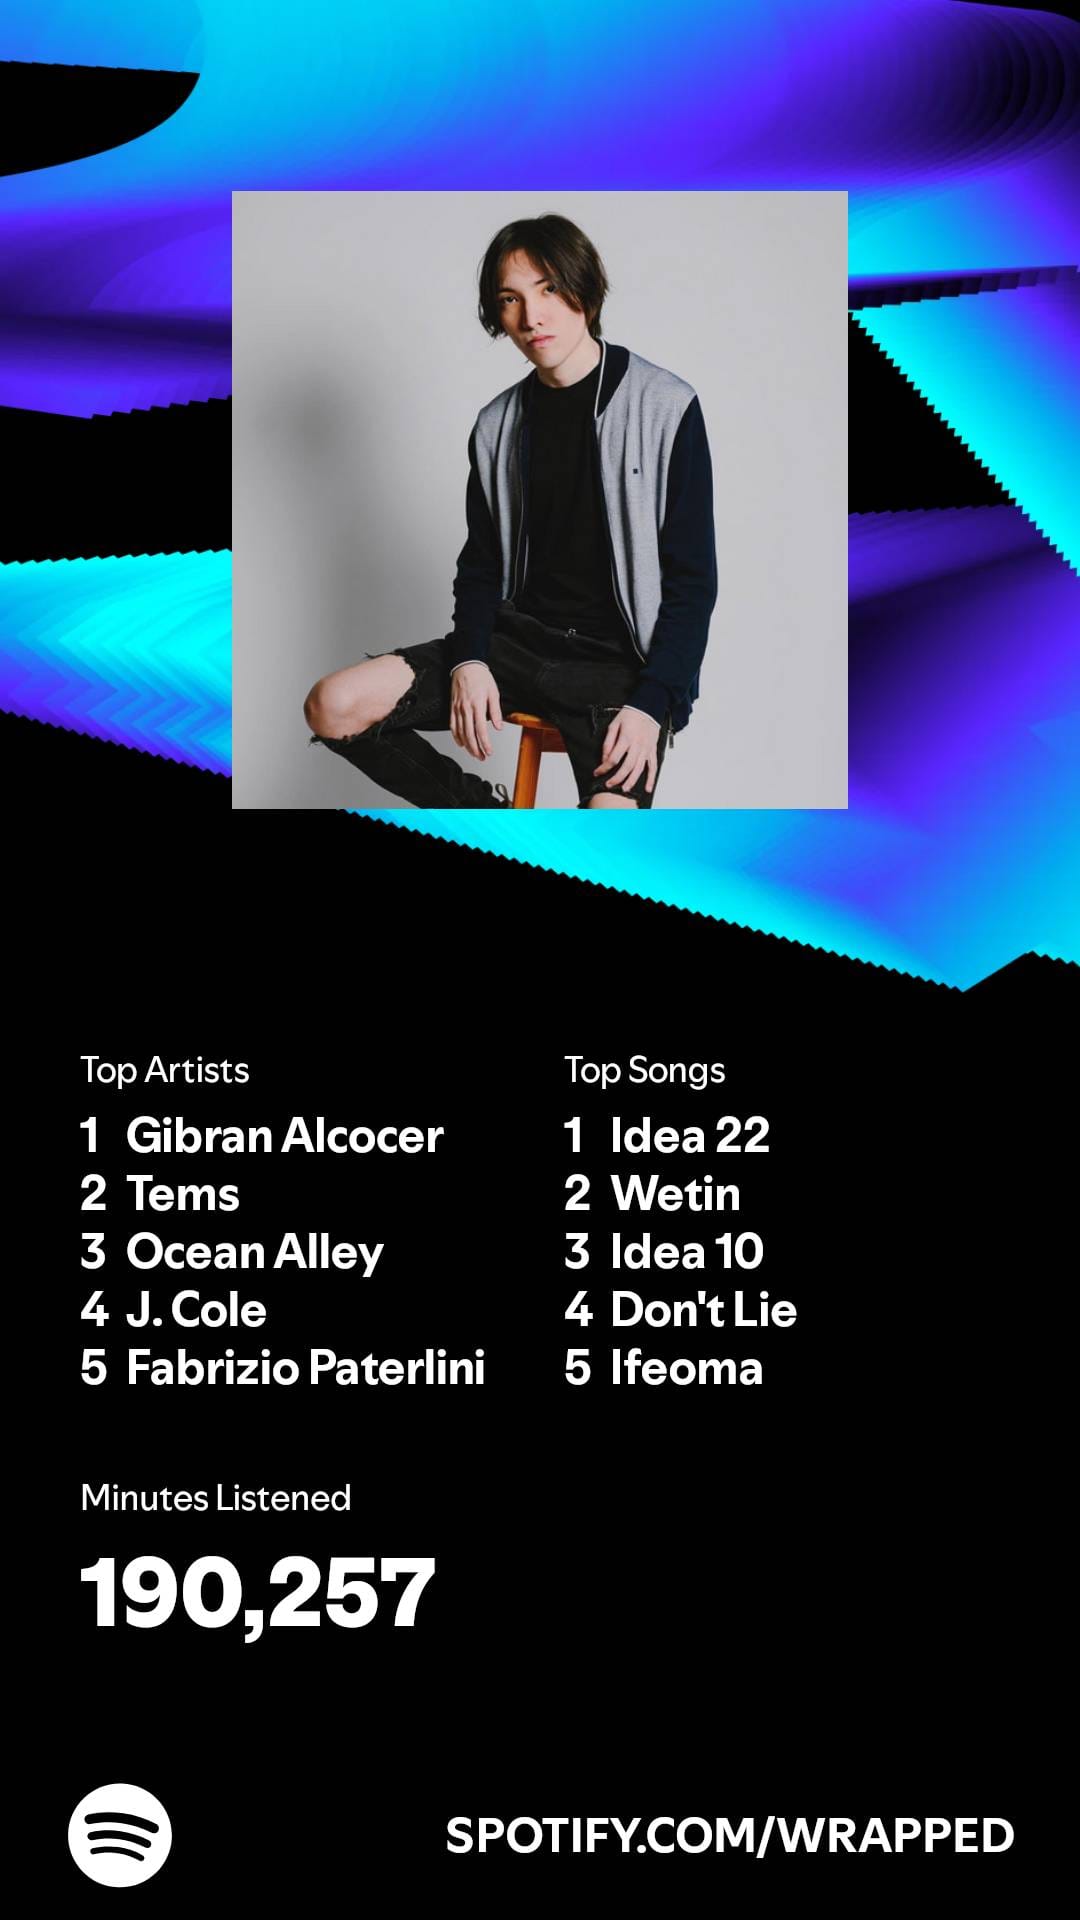 Top Artists
1 Gibran Alcocer
2 Tems
3 Ocean Alley
4 J. Cole
5 Fabrizio Paterlini
Top Songs
1 Idea 22
2 Wetin
3 Idea 10
4 Don't Lie
5 Ifeoma
Minutes Listened
190,257
SPOTIFY.COM/WRAPPED